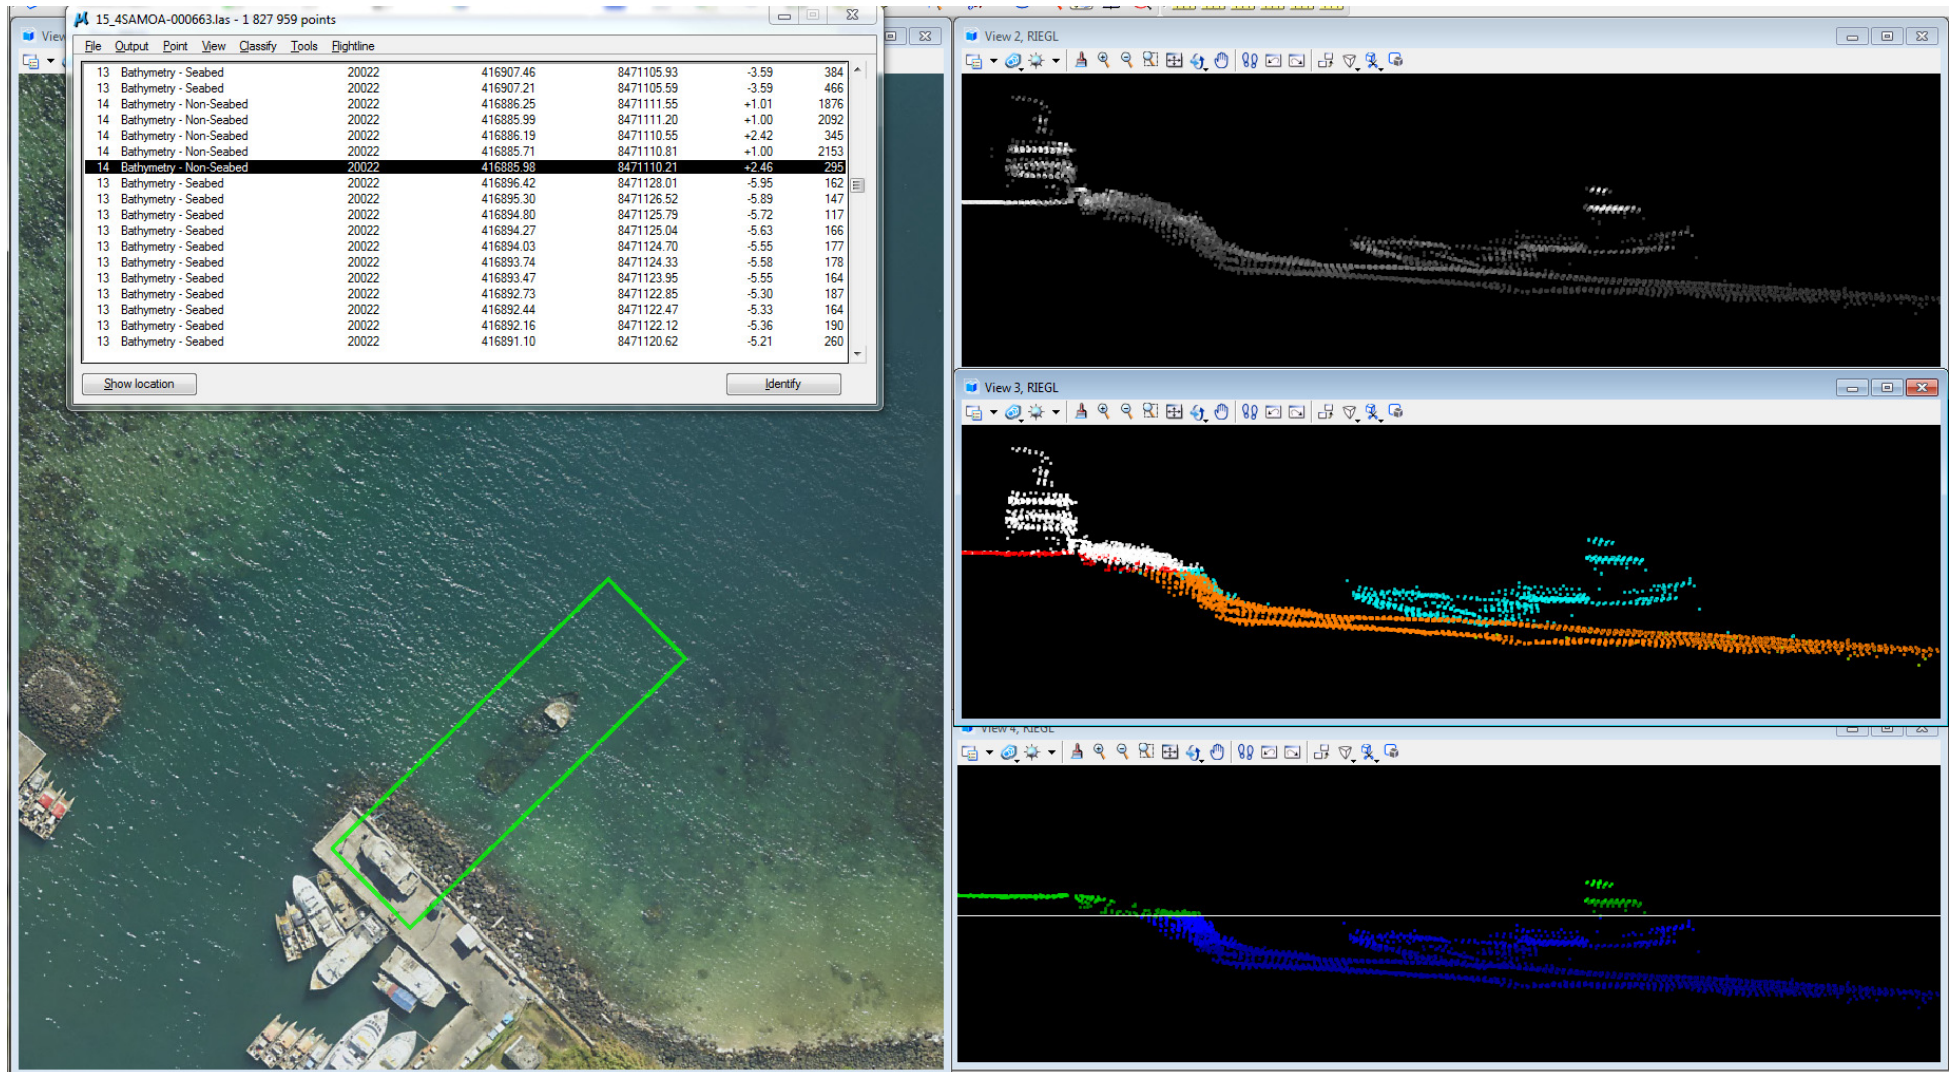 15_4SAMOA-000663.las - 1 827 959 points
View
File Output Point View Classify Tools Flightline
13 Bathymetry - Seabed 20022 416907.46 8471105.93 -3.59 384
13 Bathymetry - Seabed 20022 416907.21 8471105.59 -3.59 466
14 Bathymetry - Non-Seabed 20022 416886.25 8471111.55 +1.01 1876
14 Bathymetry - Non-Seabed 20022 416885.99 8471111.20 +1.00 2092
14 Bathymetry - Non-Seabed 20022 416886.19 8471110.55 +2.42 345
14 Bathymetry - Non-Seabed 20022 416885.71 8471110.81 +1.00 2153
14 Bathymetry - Non-Seabed 20022 416885.98 8471110.21 +2.46 295
13 Bathymetry - Seabed 20022 416896.42 8471128.01 -5.95 162
13 Bathymetry - Seabed 20022 416895.30 8471126.52 -5.89 147
13 Bathymetry - Seabed 20022 416894.80 8471125.79 -5.72 117
13 Bathymetry - Seabed 20022 416894.27 8471125.04 -5.63 166
13 Bathymetry - Seabed 20022 416894.03 8471124.70 -5.55 177
13 Bathymetry - Seabed 20022 416893.74 8471124.33 -5.58 178
13 Bathymetry - Seabed 20022 416893.47 8471123.95 -5.55 164
13 Bathymetry - Seabed 20022 416892.73 8471122.85 -5.30 187
13 Bathymetry - Seabed 20022 416892.44 8471122.47 -5.33 164
13 Bathymetry - Seabed 20022 416892.16 8471122.12 -5.36 190
13 Bathymetry - Seabed 20022 416891.10 8471120.62 -5.21 260
Show location Identify
View 2, RIEGL
View 3, RIEGL
View 4, RIEGL